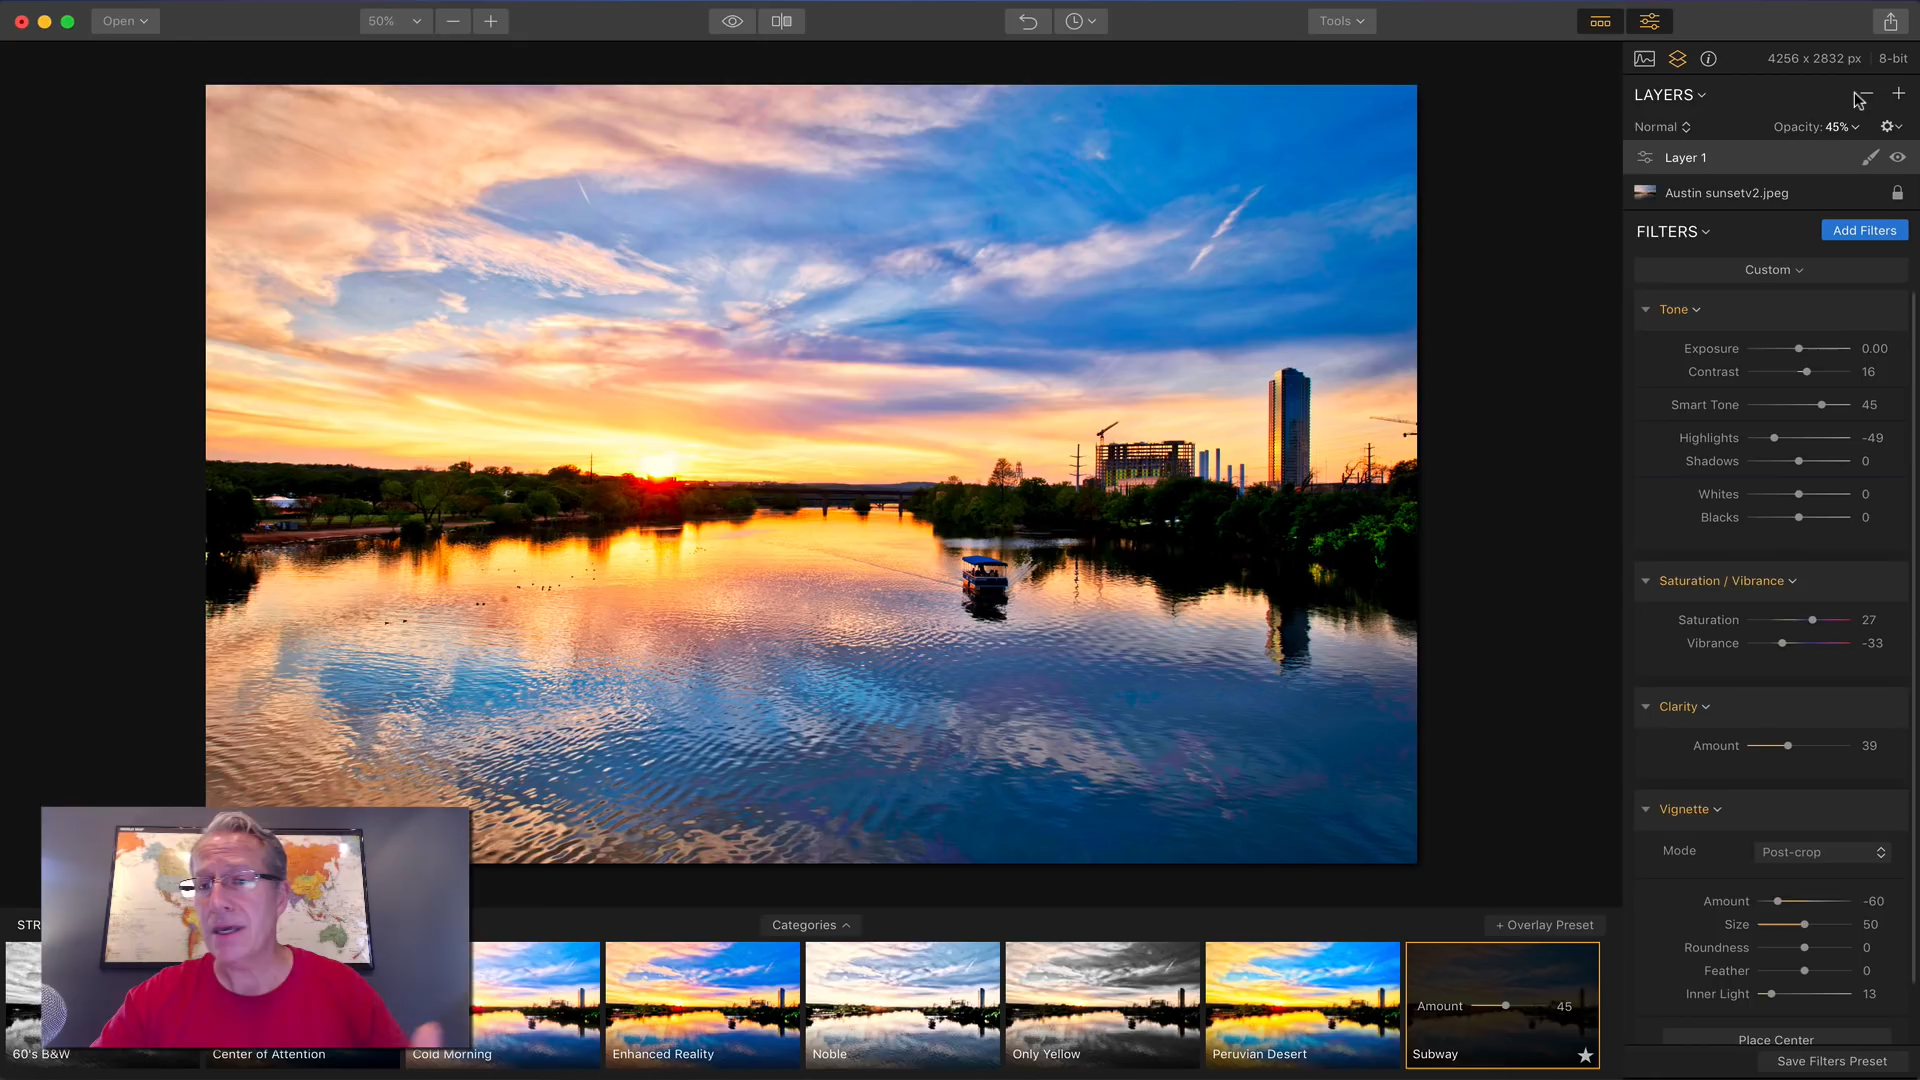 Open
50%
Tools
4256 x 2832 px 8-bit
LAYERS
Normal Opacity: 45%
Layer 1
Austin sunsetv2.jpeg
FILTERS Add Filters
Custom
Tone
Exposure 0.00
Contrast 16
Smart Tone 45
Highlights -49
Shadows 0
Whites 0
Blacks 0
Saturation / Vibrance
Saturation 27
Vibrance -33
Clarity
Amount 39
Vignette
Mode Post-crop
Amount -60
Size 50
Roundness 0
Feather 0
Inner Light 13
Place Center
Save Filters Preset
STR
Categories
+ Overlay Preset
Amount 45
60's B&W
Center of Attention
Cold Morning
Enhanced Reality
Noble
Only Yellow
Peruvian Desert
Subway